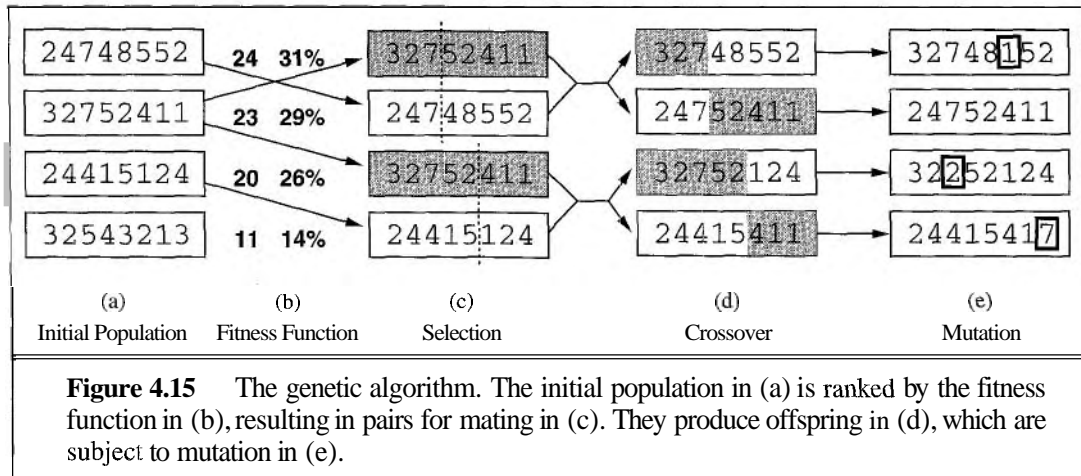 24748552 24 31% 32752411 32748552 32748152
32752411 23 29% 24748552 24752411 24752411
24415124 20 26% 32752411 32752124 32252124
32543213 11 14% 24415124 24415411 24415417
(a) (b) (c) (d) (e)
Initial Population Fitness Function Selection Crossover Mutation
Figure 4.15 The genetic algorithm. The initial population in (a) is ranked by the fitness
function in (b), resulting in pairs for mating in (c). They produce offspring in (d), which are
subject to mutation in (e).